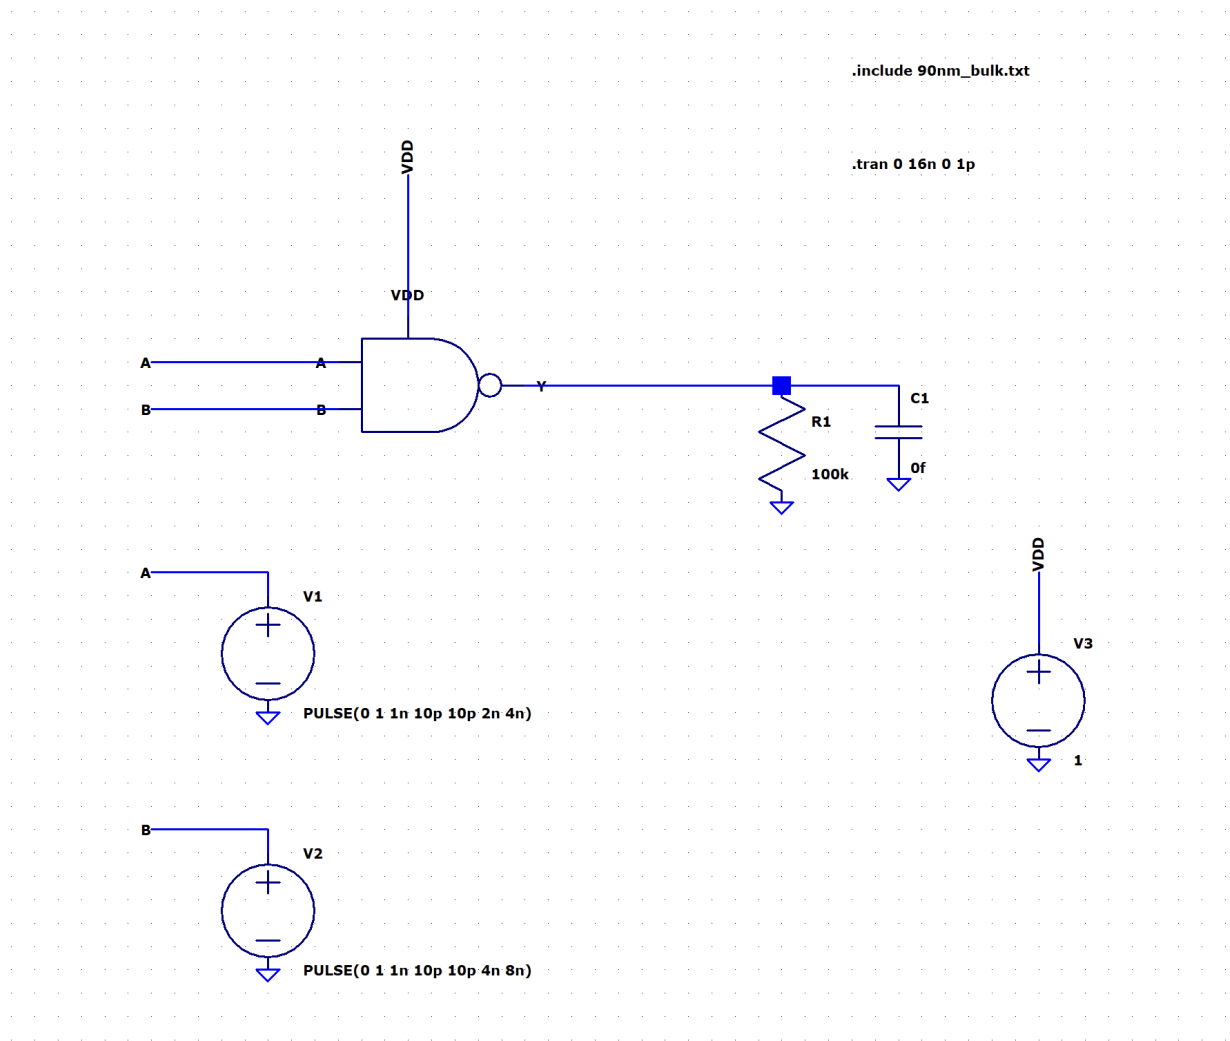 .include 90nm_bulk.txt
VDD
.tran 0 16n 0 1p
VDD
A
A
B
B
Y
C1
R1
0f
100k
VDD
A
V1
V3
PULSE(0 1 1n 10p 10p 2n 4n)
1
B
V2
PULSE(0 1 1n 10p 10p 4n 8n)